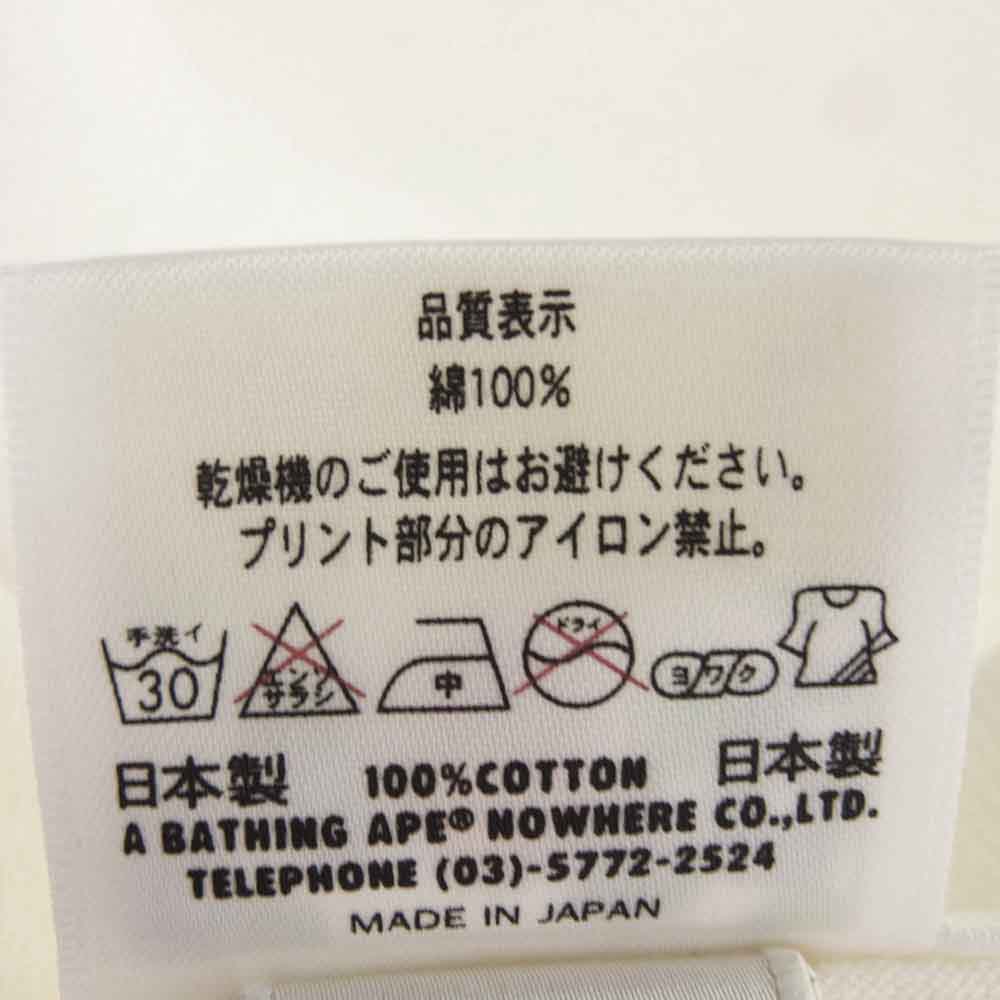 品質表示
綿100%
乾燥機のご使用はお避けください。
プリント部分のアイロン禁止。
手洗イ
30
エンソ
サラシ
中
ドライ
ヨワク
日本製 100%COTTON 日本製
A BATHING APE® NOWHERE CO.,LTD.
TELEPHONE (03)-5772-2524
MADE IN JAPAN